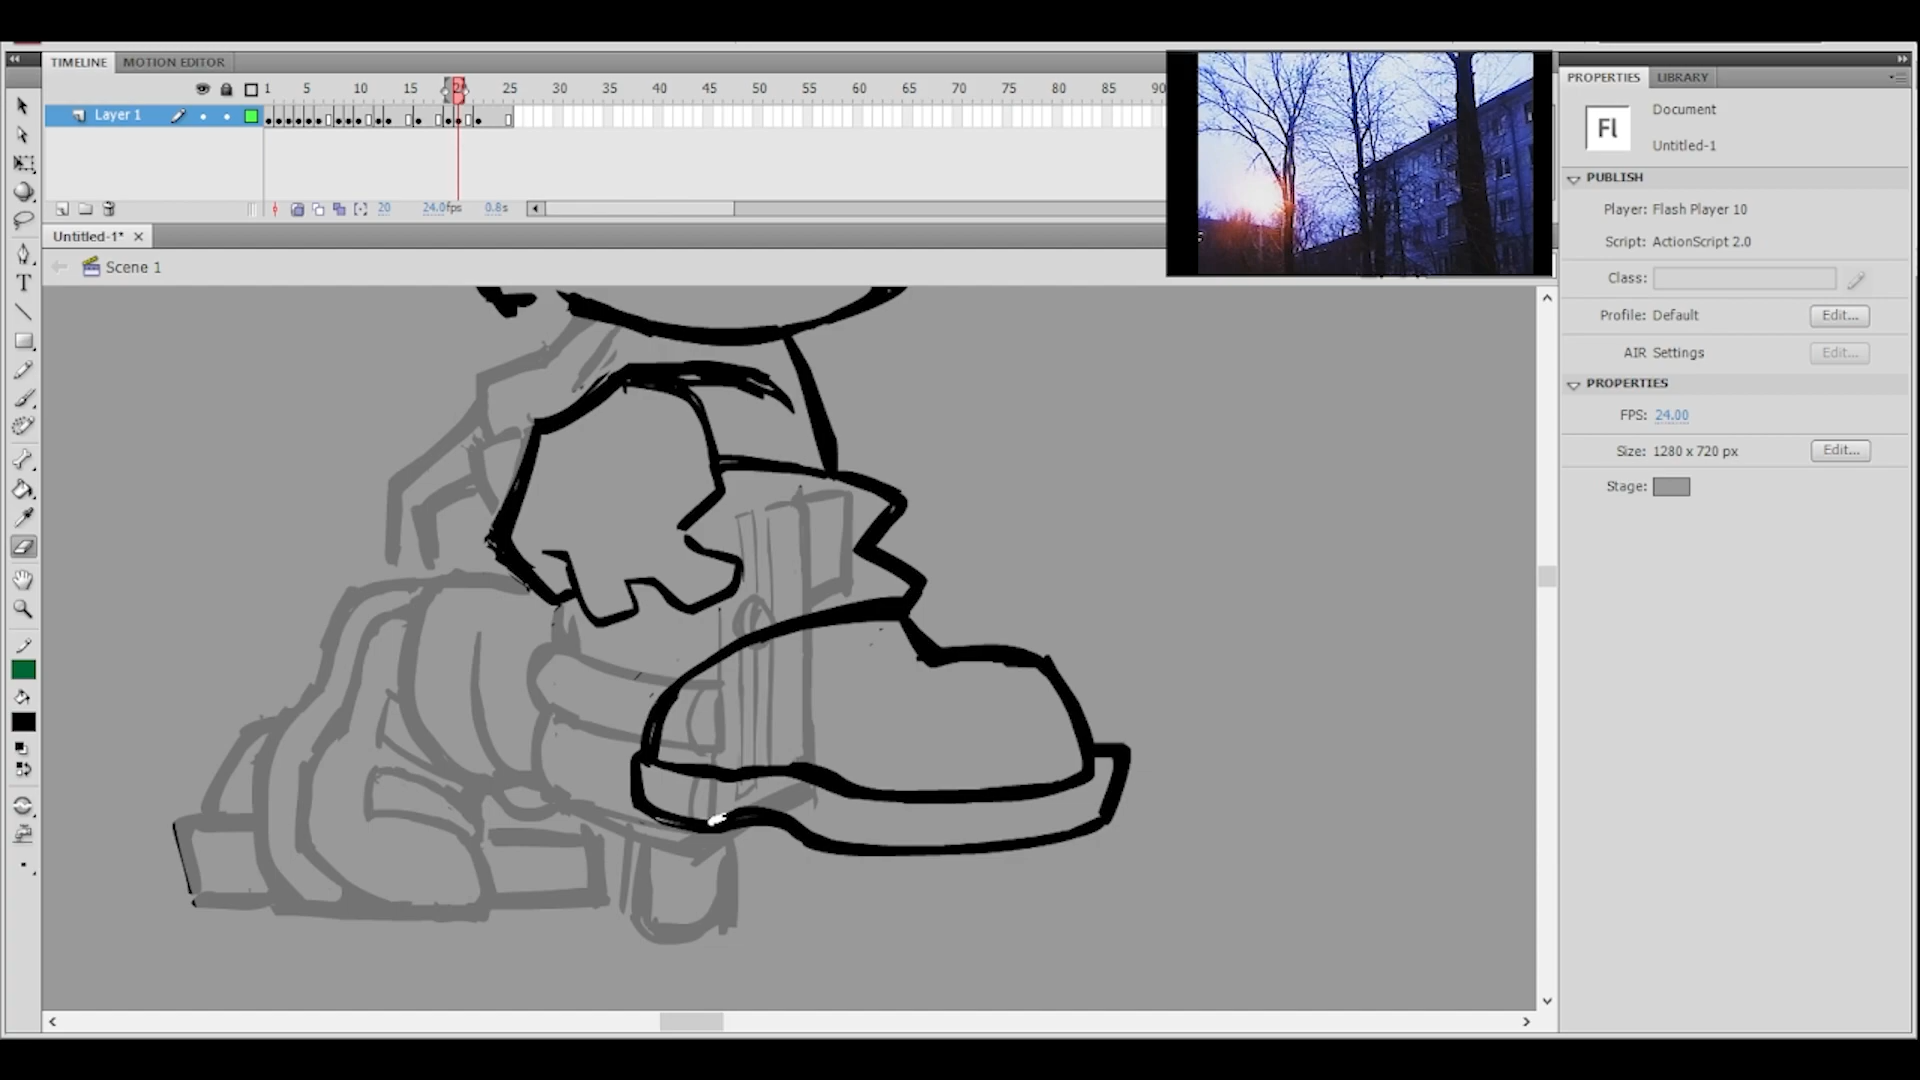 TIMELINE MOTION EDITOR
1 5 10 15 20 25 30 35 40 45 50 55 60 65 70 75 80 85 90
Layer 1
20 24.0fps 0.8s
Untitled-1*
Scene 1
PROPERTIES LIBRARY
Fl
Document
Untitled-1
PUBLISH
Player: Flash Player 10
Script: ActionScript 2.0
Class:
Profile: Default Edit...
AIR Settings Edit...
PROPERTIES
FPS: 24.00
Size: 1280 x 720 px Edit...
Stage:
T